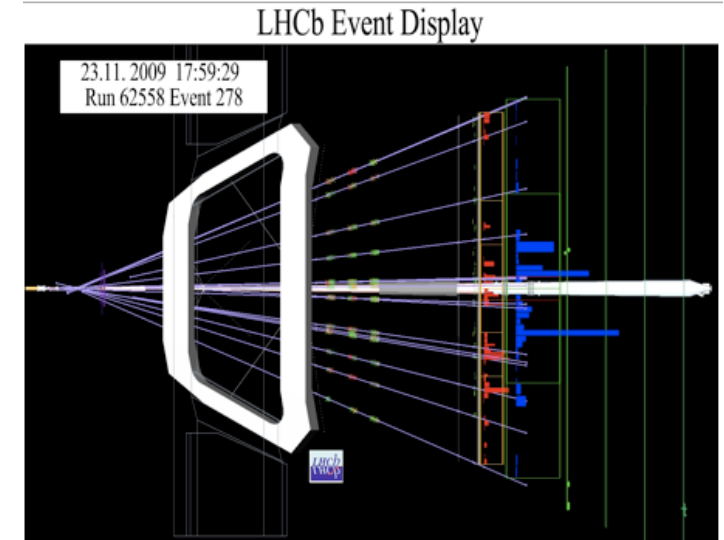 LHCb Event Display
23.11. 2009 17:59:29
Run 62558 Event 278
LHCb